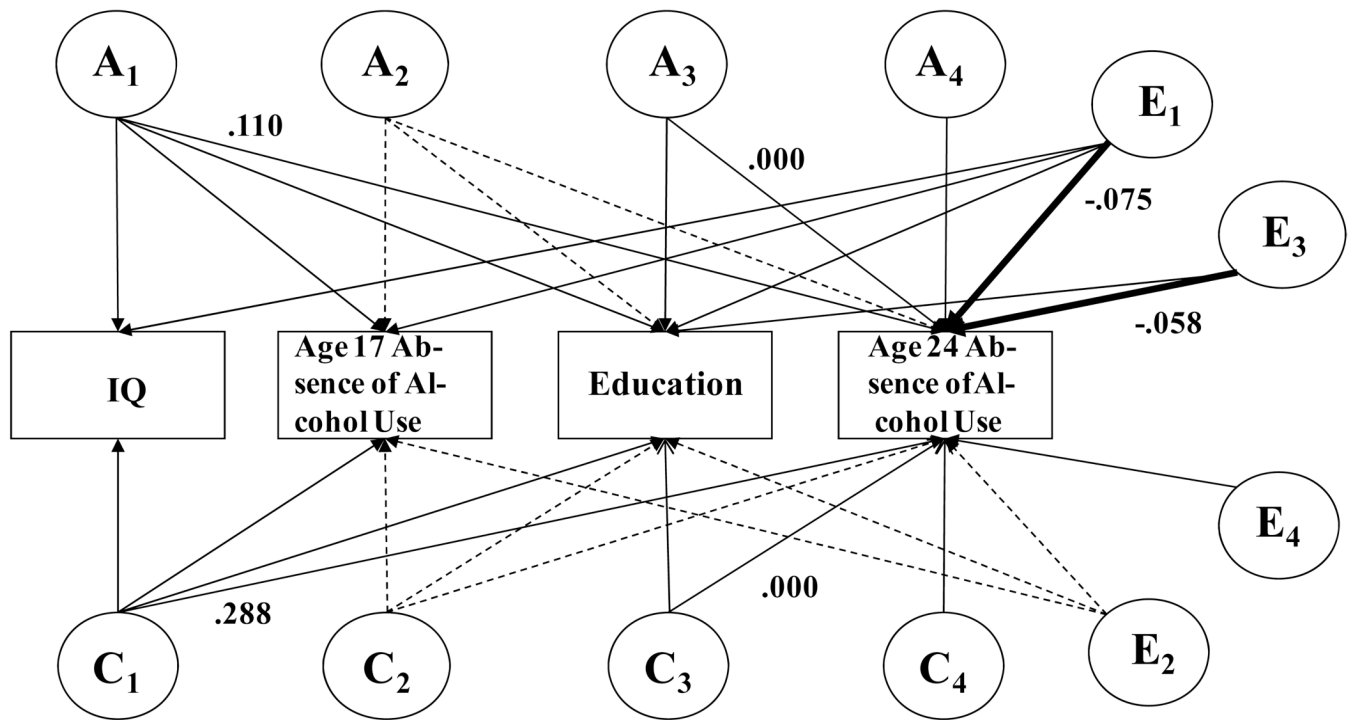 A1
A2
A3
A4
E1
.110
.000
-.075
E3
-.058
IQ
Age 17 Ab-
sence of Al-
cohol Use
Education
Age 24 Ab-
sence of Al-
cohol Use
E4
.288
.000
C1
C2
C3
C4
E2